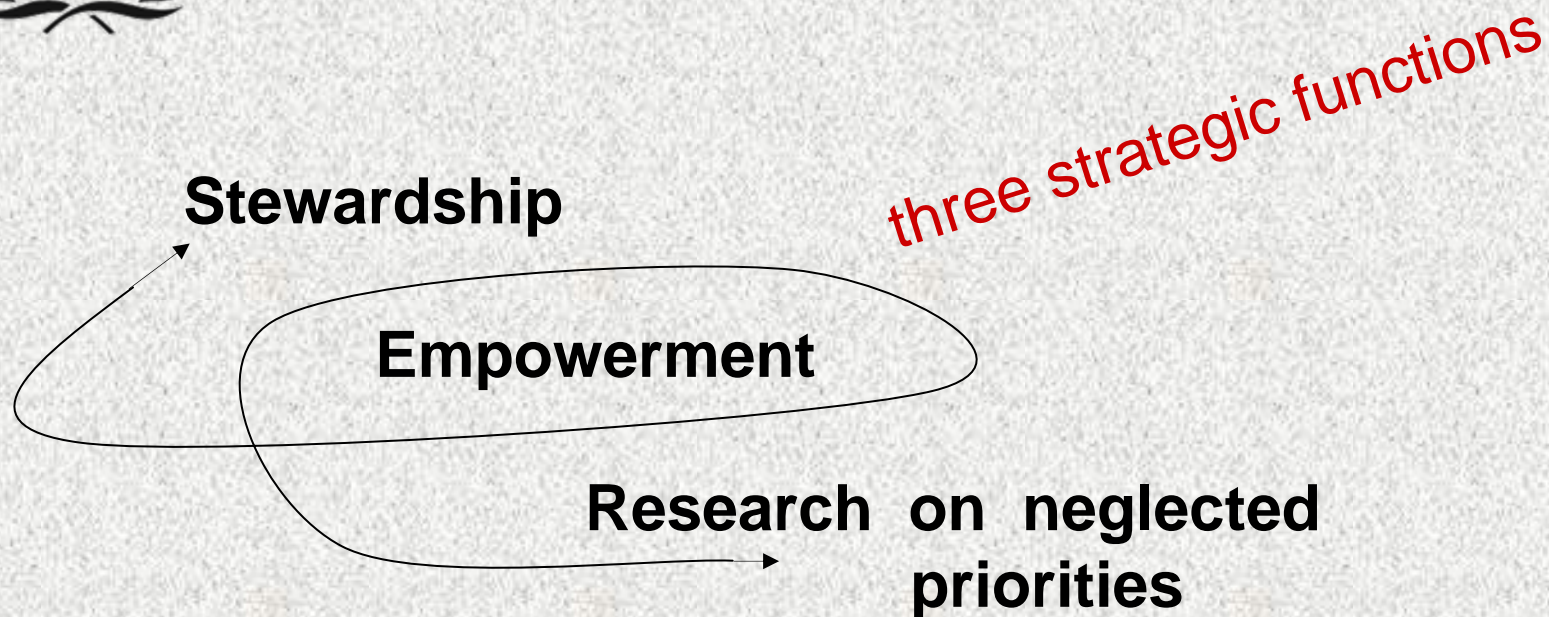 three strategic functions
Stewardship
Empowerment
Research on neglected
priorities